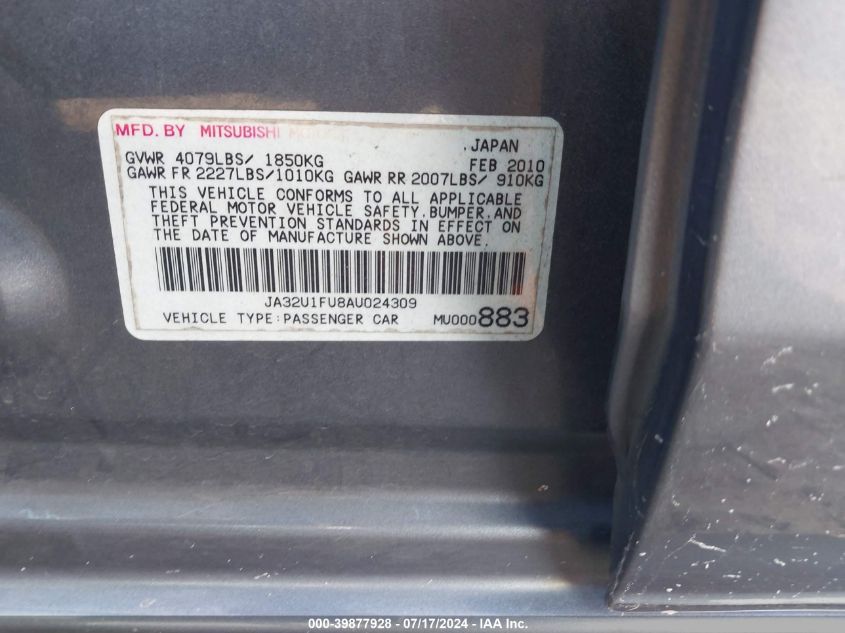 MFD. BY MITSUBISHI
, JAPAN
GVWR 4079LBS/ 1850KG FEB 2010
GAWR FR 2227LBS/1010KG GAWR RR 2007LBS/ 910KG
THIS VEHICLE CONFORMS TO ALL APPLICABLE
FEDERAL MOTOR VEHICLE SAFETY,BUMPER,AND
THEFT PREVENTION STANDARDS IN EFFECT ON
THE DATE OF MANUFACTURE SHOWN ABOVE.
JA32U1FU8AU024309
VEHICLE TYPE:PASSENGER CAR MU000883
000-39877928 - 07/17/2024 - IAA Inc.